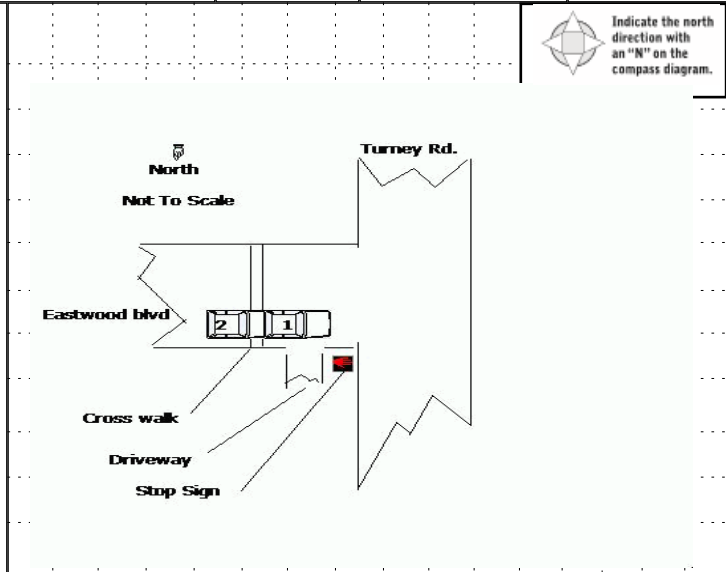 Indicate the north
direction with
an “N” on the
compass diagram.
Turney Rd.
North
Not To Scale
Eastwood blvd
2
1
Cross walk
Driveway
Stop Sign